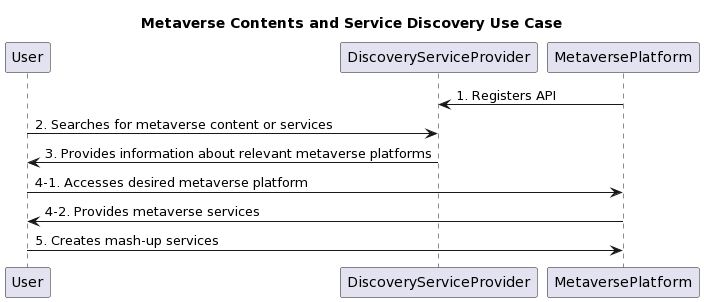 Metaverse Contents and Service Discovery Use Case
User
DiscoveryServiceProvider
MetaversePlatform
1. Registers API
2. Searches for metaverse content or services
3. Provides information about relevant metaverse platforms
4-1. Accesses desired metaverse platform
4-2. Provides metaverse services
5. Creates mash-up services
User
DiscoveryServiceProvider
MetaversePlatform